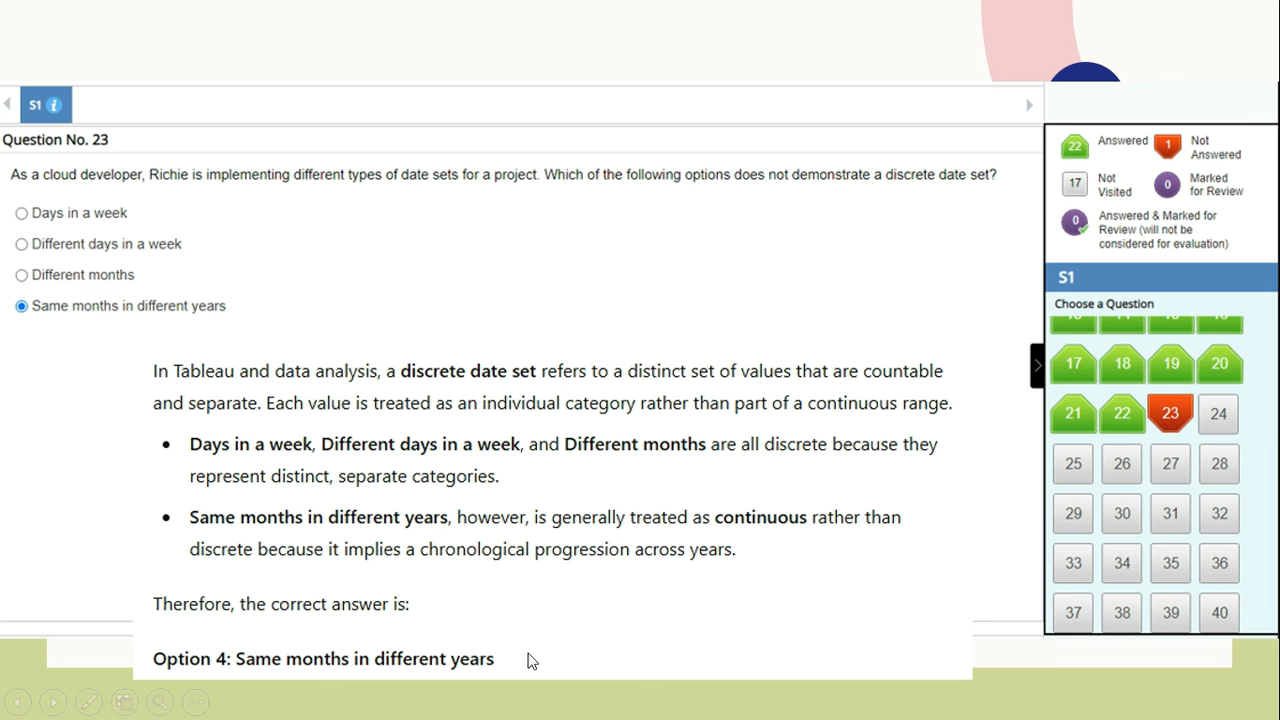 S1 i
Question No. 23
As a cloud developer, Richie is implementing different types of date sets for a project. Which of the following options does not demonstrate a discrete date set?
Days in a week
Different days in a week
Different months
Same months in different years
In Tableau and data analysis, a discrete date set refers to a distinct set of values that are countable
and separate. Each value is treated as an individual category rather than part of a continuous range.
• Days in a week, Different days in a week, and Different months are all discrete because they
represent distinct, separate categories.
• Same months in different years, however, is generally treated as continuous rather than
discrete because it implies a chronological progression across years.
Therefore, the correct answer is:
Option 4: Same months in different years
22 Answered
1 Not
Answered
17 Not
Visited
0 Marked
for Review
0 Answered & Marked for
Review (will not be
considered for evaluation)
S1
Choose a Question
17 18 19 20
21 22 23 24
25 26 27 28
29 30 31 32
33 34 35 36
37 38 39 40